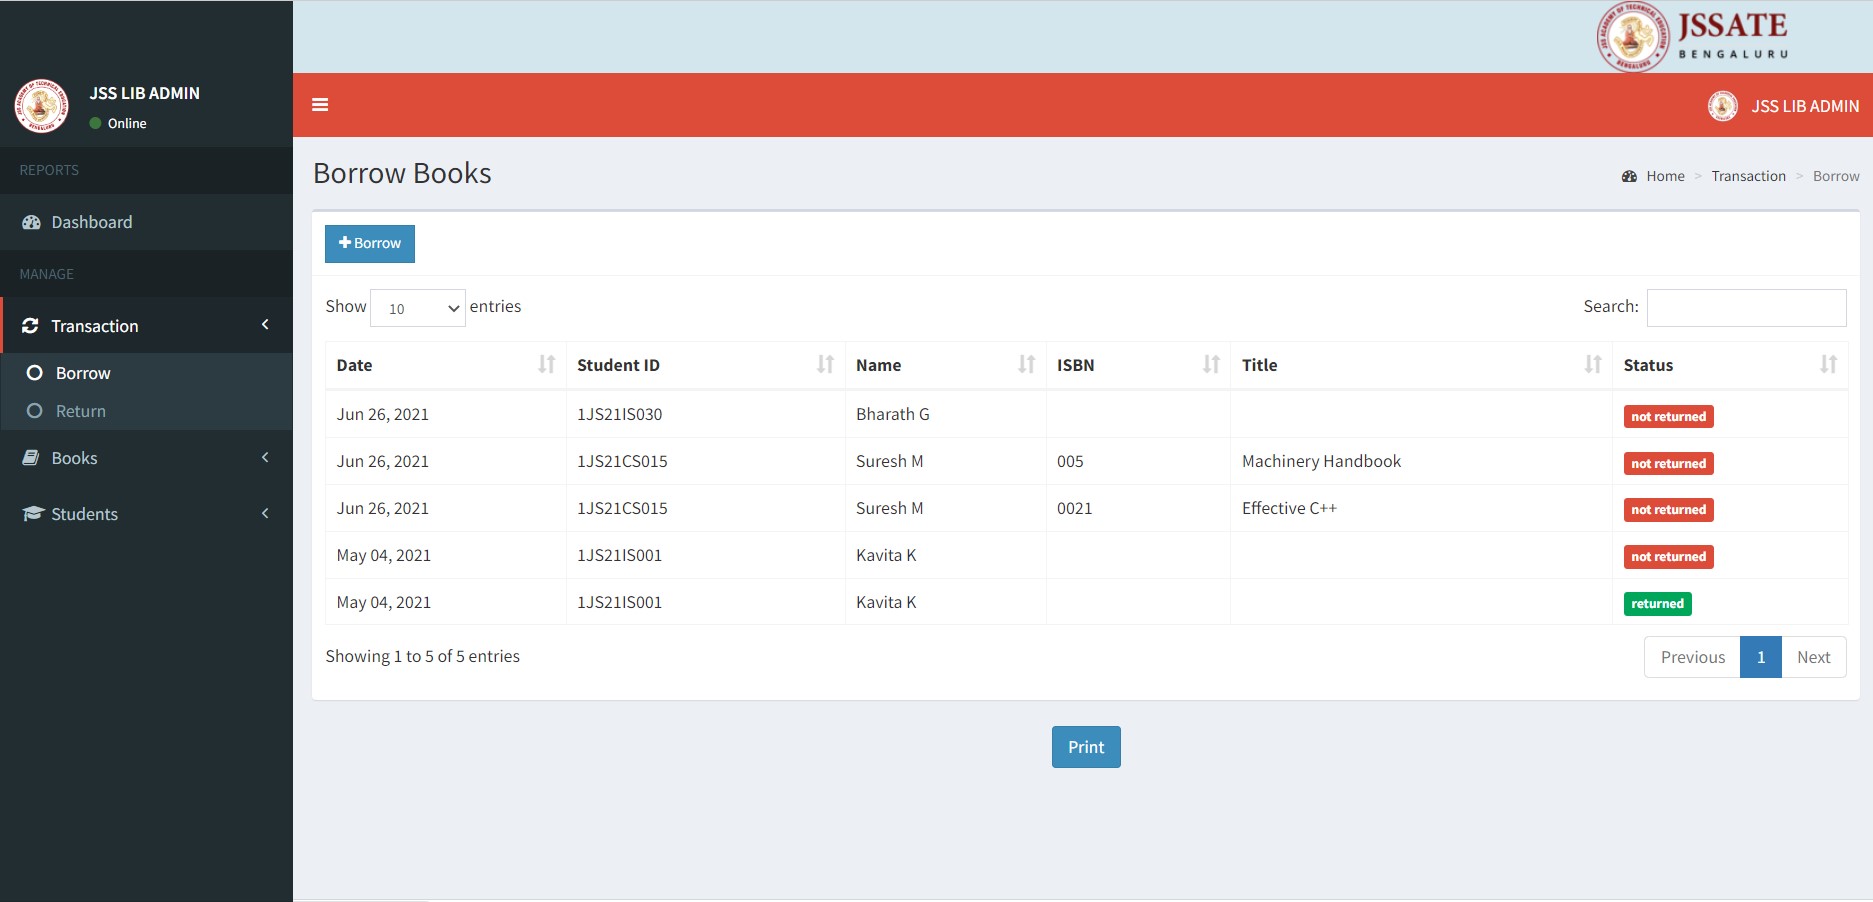 JSSATE
BENGALURU
JSS LIB ADMIN
Online
JSS LIB ADMIN
REPORTS
Dashboard
MANAGE
Transaction
Borrow
Return
Books
Students
Borrow Books
Home > Transaction > Borrow
Borrow
Show 10 entries
Search:
Date Student ID Name ISBN Title Status
Jun 26, 2021 1JS21IS030 Bharath G not returned
Jun 26, 2021 1JS21CS015 Suresh M 005 Machinery Handbook not returned
Jun 26, 2021 1JS21CS015 Suresh M 0021 Effective C++ not returned
May 04, 2021 1JS21IS001 Kavita K not returned
May 04, 2021 1JS21IS001 Kavita K returned
Showing 1 to 5 of 5 entries
Previous 1 Next
Print